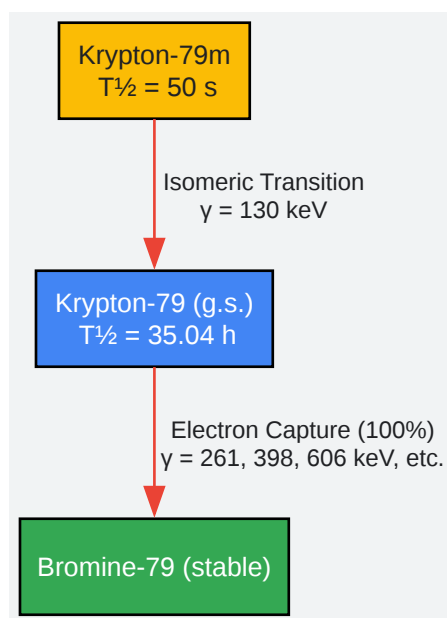 Krypton-79m
T½ = 50 s
Isomeric Transition
γ = 130 keV
Krypton-79 (g.s.)
T½ = 35.04 h
Electron Capture (100%)
γ = 261, 398, 606 keV, etc.
Bromine-79 (stable)